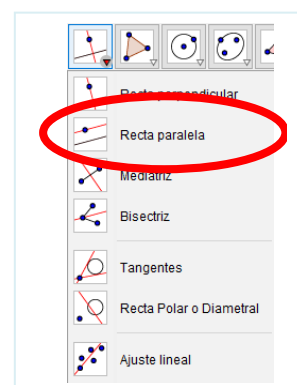 Recta perpendicular
Recta paralela
Mediatriz
Bisectriz
Tangentes
Recta Polar o Diametral
Ajuste lineal